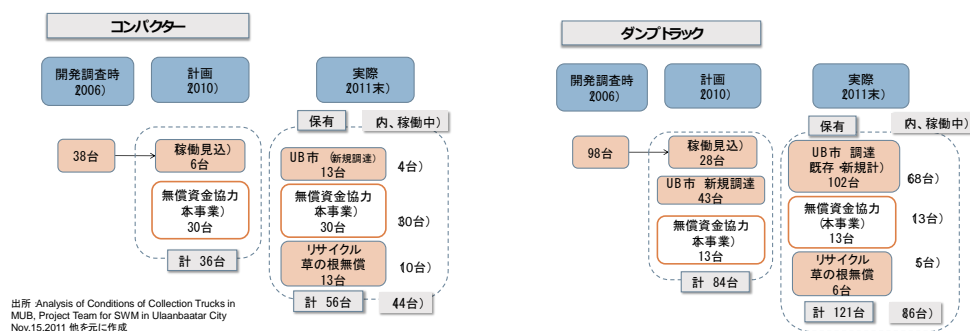 コンパクター
開発調査時
2006）
計画
2010）
実際
2011末）
保有
内、稼働中）
38台
稼働見込）
6台
無償資金協力
本事業）
30台
計 36台
UB市 （新規調達）
13台
4台）
無償資金協力
本事業）
30台
30台）
リサイクル
草の根無償
13台
10台）
計 56台
44台）
出所 :Analysis of Conditions of Collection Trucks in
MUB, Project Team for SWM in Ulaanbaatar City
Nov.15,2011 他を元に作成
ダンプトラック
開発調査時
2006）
計画
2010）
実際
2011末）
保有
内、稼働中）
98台
稼働見込）
28台
UB市 新規調達
43台
無償資金協力
本事業）
13台
計 84台
UB市 調達
既存・新規計）
102台
68台）
無償資金協力
（本事業）
13台
13台）
リサイクル
草の根無償
6台
5台）
計 121台
86台）